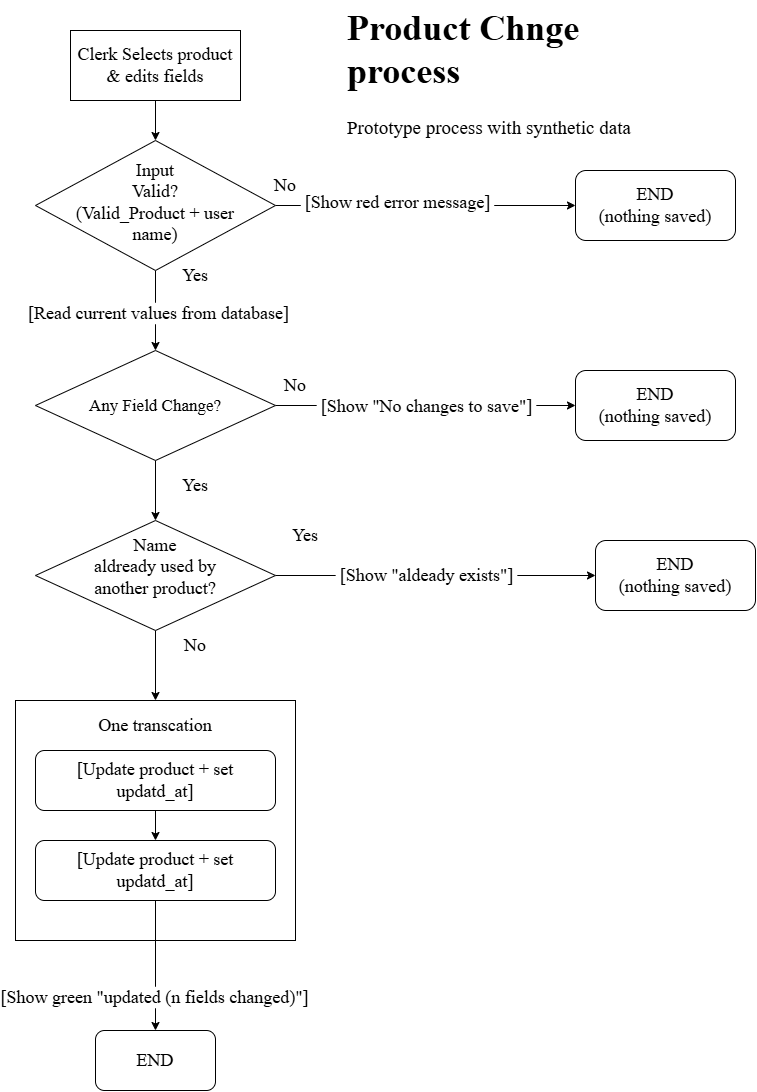 Product Chnge
process
Prototype process with synthetic data
Clerk Selects product
& edits fields
Input
Valid?
(Valid_Product + user
name)
No
[Show red error message]
END
(nothing saved)
Yes
[Read current values from database]
Any Field Change?
No
[Show "No changes to save"]
END
(nothing saved)
Yes
Name
aldready used by
another product?
Yes
[Show "aldeady exists"]
END
(nothing saved)
No
One transcation
[Update product + set
updatd_at]
[Update product + set
updatd_at]
[Show green "updated (n fields changed)"]
END